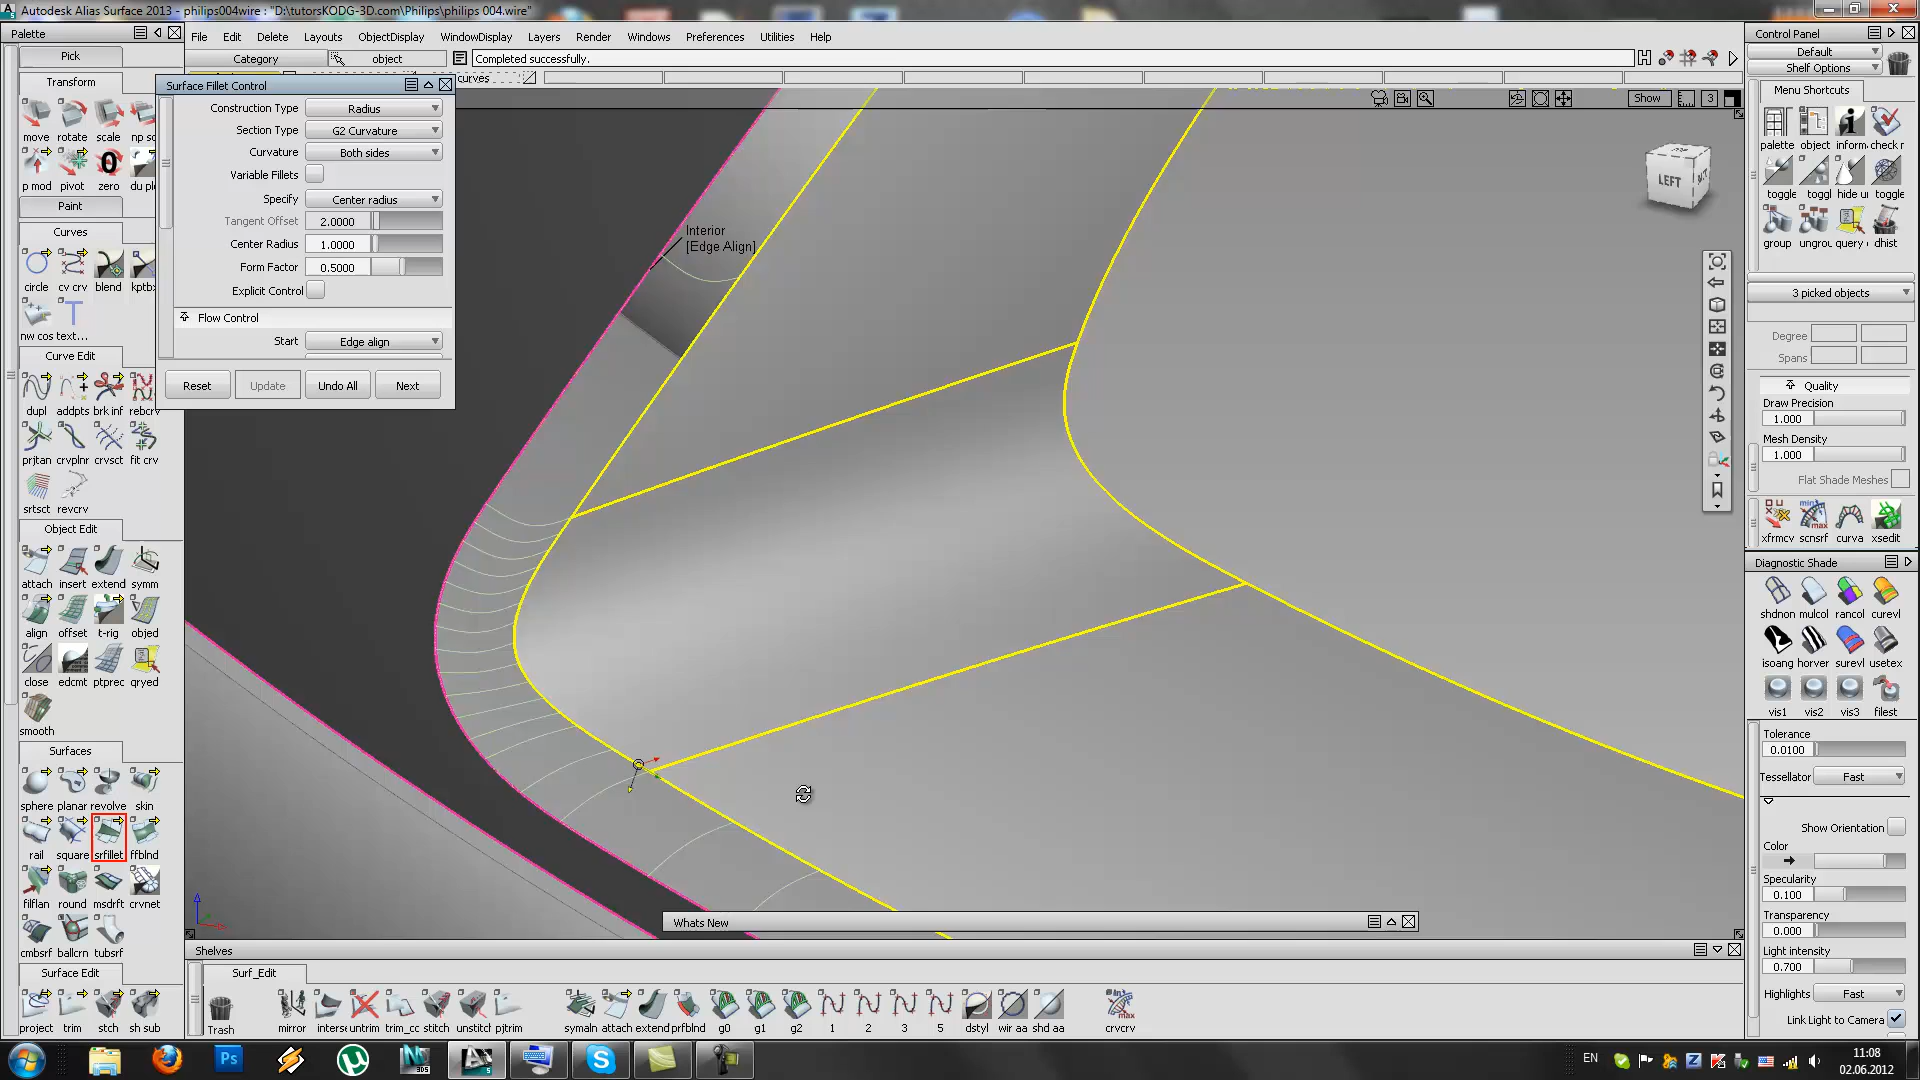 Autodesk Alias Surface 2013 - philips004wire : "D:\tutorsKODG-3D.com\Philips\philips 004.wire"
Palette
File Edit Delete Layouts ObjectDisplay WindowDisplay Layers Render Windows Preferences Utilities Help
Control Panel
Category object Completed successfully.
Default
Shelf Options
Pick
Transform
move rotate scale np sc
p mod pivot zero du pl
Paint
Curves
circle cv crv blend kptb
nw cos text...
Curve Edit
dupl addpts brk inf rebcrv
prjtan crvplnr crvsct fit crv
srtsct revcrv
Object Edit
attach insert extend symm
align offset t-rig objed
close edcmt ptprec qryed
smooth
Surfaces
sphere planar revolve skin
rail square srfillet ffblnd
filflan round msdrft crvnet
cmbsrf ballcrn tubsrf
Surface Edit
project trim stch sh sub
Surface Fillet Control
curves
Construction Type Radius
Section Type G2 Curvature
Curvature Both sides
Variable Fillets
Specify Center radius
Tangent Offset 2.0000
Center Radius 1.0000
Form Factor 0.5000
Explicit Control
Flow Control
Start Edge align
Reset Update Undo All Next
Interior
[Edge Align]
Show 3
LEFT
Whats New
Shelves
Surf_Edit
Trash mirror interse untrim trim_cc stitch unstitch pjtrim symaln attach extend prfblnd g0 g1 g2 1 2 3 5 dstyl wir aa shd aa crvcrv
Menu Shortcuts
palette object inform check r
toggle toggl hide u toggle
group ungrou query dhist
3 picked objects
Degree
Spans
Quality
Draw Precision
1.000
Mesh Density
1.000
Flat Shade Meshes
xfrmcv scnsrf curva xsedit
Diagnostic Shade
shdnon mulcol rancol curevl
isoang horver surevl usetex
vis1 vis2 vis3 filest
Tolerance
0.0100
Tessellator Fast
Show Orientation
Color
Specularity
0.100
Transparency
0.000
Light intensity
0.700
Highlights Fast
Link Light to Camera
EN
11:08
02.06.2012